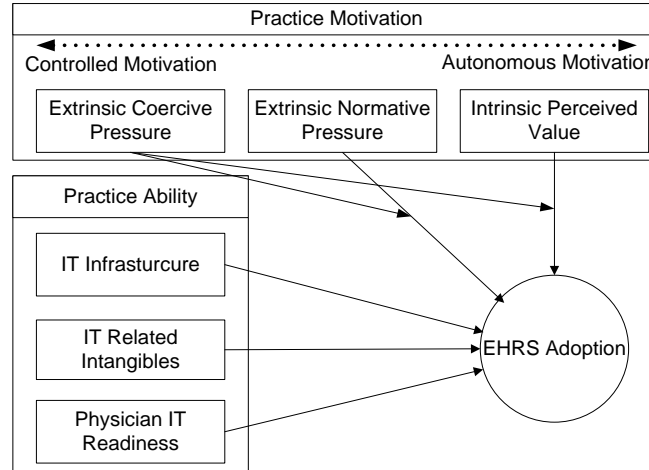 Practice Motivation
Controlled Motivation
Autonomous Motivation
Extrinsic Coercive
Pressure
Extrinsic Normative
Pressure
Intrinsic Perceived
Value
Practice Ability
IT Infrasturcure
IT Related
Intangibles
Physician IT
Readiness
EHRS Adoption